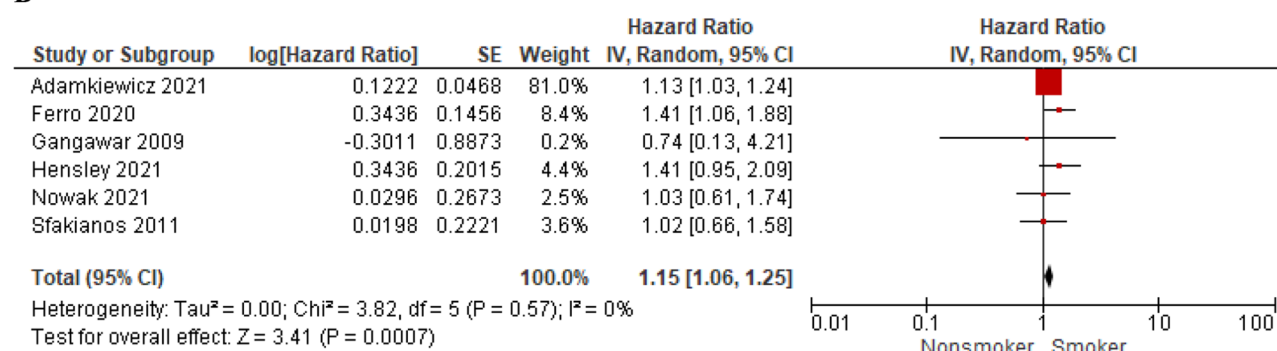 Hazard Ratio Hazard Ratio
Study or Subgroup log[Hazard Ratio] SE Weight IV, Random, 95% CI IV, Random, 95% CI
Adamkiewicz 2021 0.1222 0.0468 81.0% 1.13 [1.03, 1.24]
Ferro 2020 0.3436 0.1456 8.4% 1.41 [1.06, 1.88]
Gangawar 2009 -0.3011 0.8873 0.2% 0.74 [0.13, 4.21]
Hensley 2021 0.3436 0.2015 4.4% 1.41 [0.95, 2.09]
Nowak 2021 0.0296 0.2673 2.5% 1.03 [0.61, 1.74]
Sfakianos 2011 0.0198 0.2221 3.6% 1.02 [0.66, 1.58]
Total (95% CI) 100.0% 1.15 [1.06, 1.25]
Heterogeneity: Tau² = 0.00; Chi² = 3.82, df = 5 (P = 0.57); I² = 0%
Test for overall effect: Z = 3.41 (P = 0.0007)
0.01 0.1 1 10 100
Nonsmoker Smoker